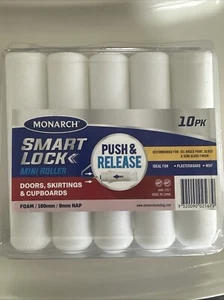 MONARCH
10PK
SMART
LOCK
MINI ROLLER
PUSH &
RELEASE
RECOMMENDED FOR: OIL BASED PAINT, GLOSS
& SEMI GLOSS FINISH
IDEAL FOR
• PLASTERBOARD • MDF
DOORS, SKIRTINGS
& CUPBOARDS
FOAM / 100mm / 0mm NAP